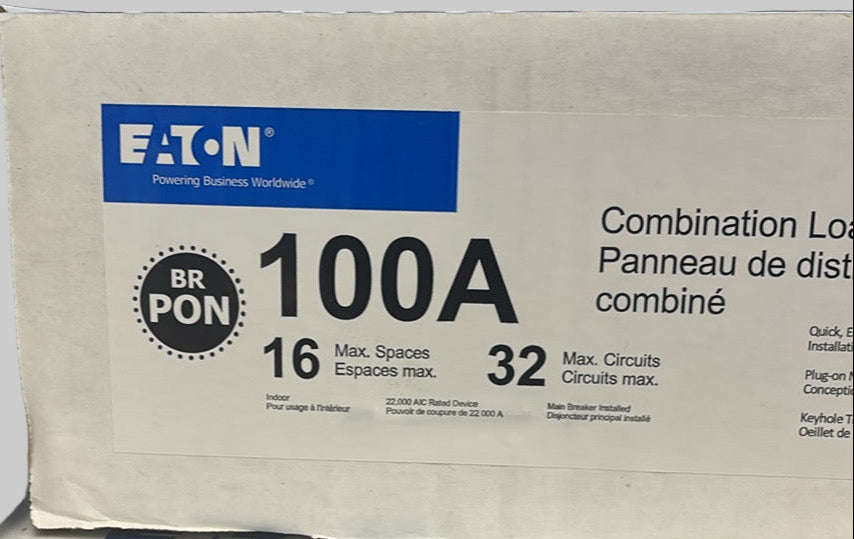 EATON®
Powering Business Worldwide®
BR
PON
100A
16 Max. Spaces
Espaces max.
32 Max. Circuits
Circuits max.
Indoor
Pour usage à l'intérieur
22,000 AIC Rated Device
Pouvoir de coupure de 22 000 A
Main Breaker Installed
Disjoncteur principal installé
Combination Loa
Panneau de dist
combiné
Quick, E
Installati
Plug-on N
Conceptio
Keyhole T
Oeillet de